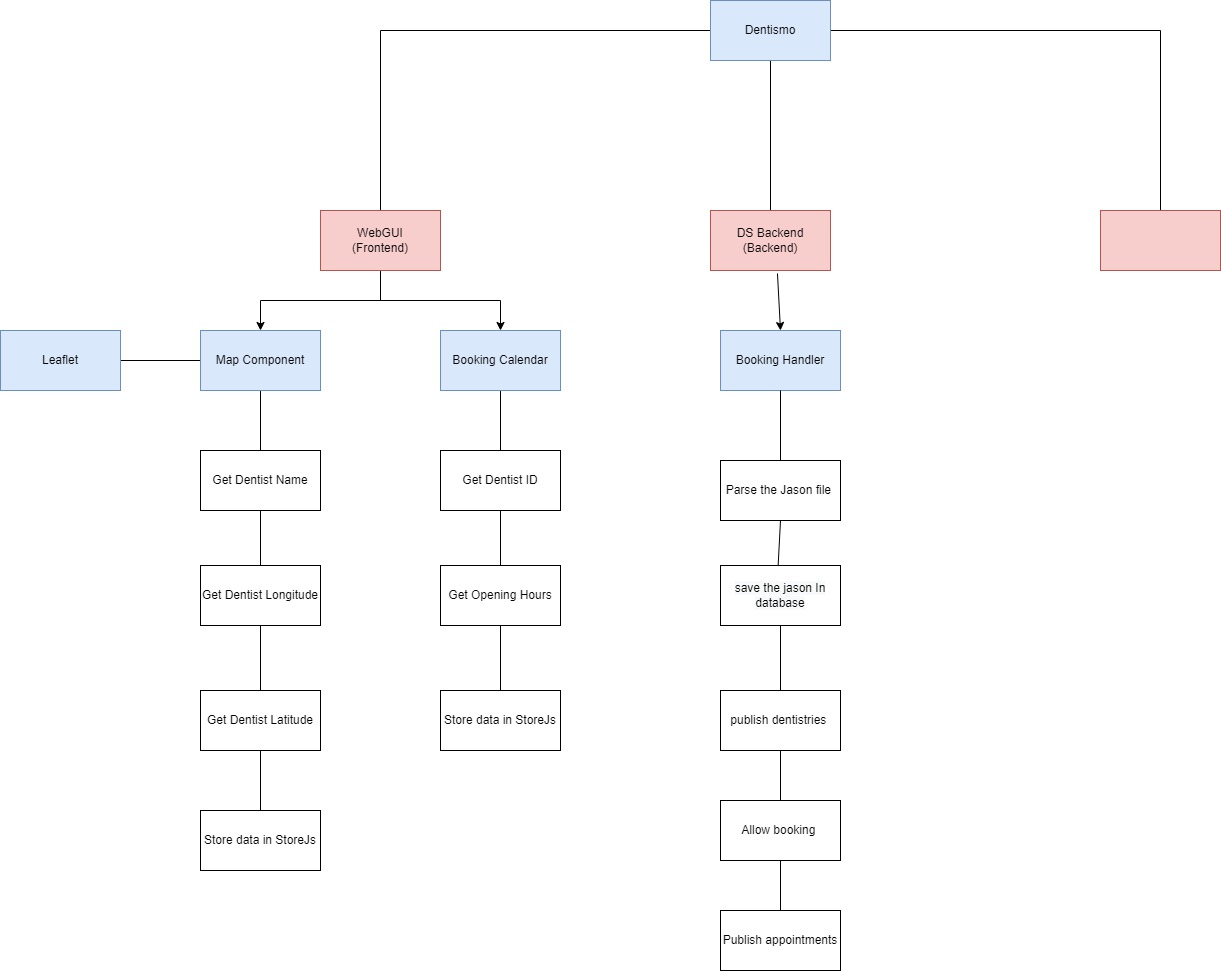 Dentismo
WebGUI
(Frontend)
DS Backend
(Backend)
Leaflet
Map Component
Booking Calendar
Booking Handler
Get Dentist Name
Get Dentist ID
Parse the Jason file
Get Dentist Longitude
Get Opening Hours
save the jason In
database
Get Dentist Latitude
Store data in StoreJs
publish dentistries
Store data in StoreJs
Allow booking
Publish appointments